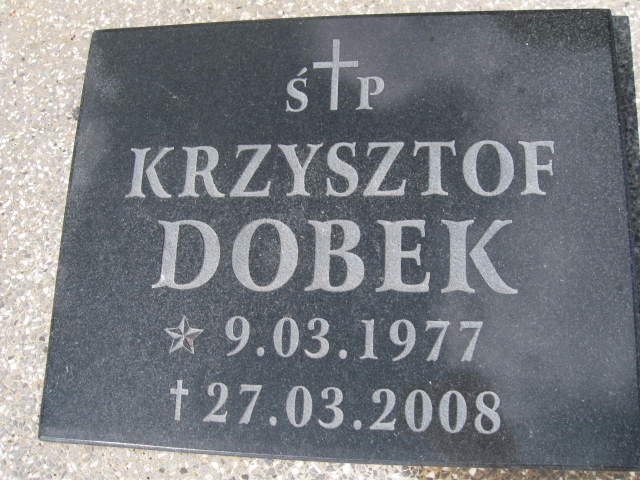 Ś✝P
KRZYSZTOF
DOBEK
☆ 9.03.1977
✝ 27.03.2008